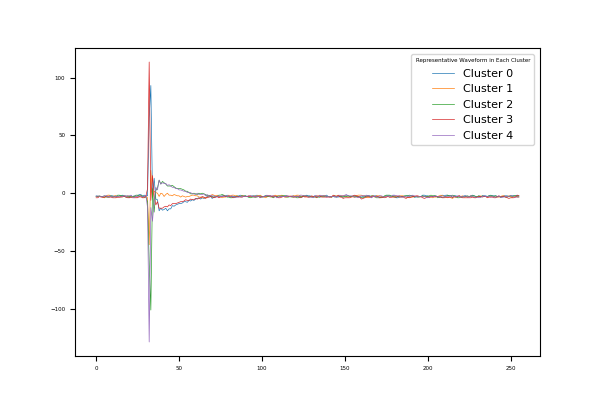 Representative Waveform in Each Cluster
Cluster 0
Cluster 1
Cluster 2
Cluster 3
Cluster 4
100
50
0
−50
−100
0 50 100 150 200 250